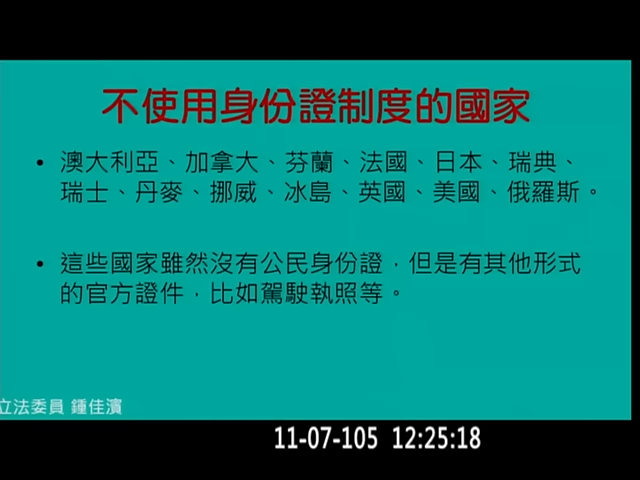 不使用身份證制度的國家
• 澳大利亞、加拿大、芬蘭、法國、日本、瑞典、
瑞士、丹麥、挪威、冰島、英國、美國、俄羅斯。
• 這些國家雖然沒有公民身份證，但是有其他形式
的官方證件，比如駕駛執照等。
立法委員 鍾佳濱
11-07-105 12:25:18